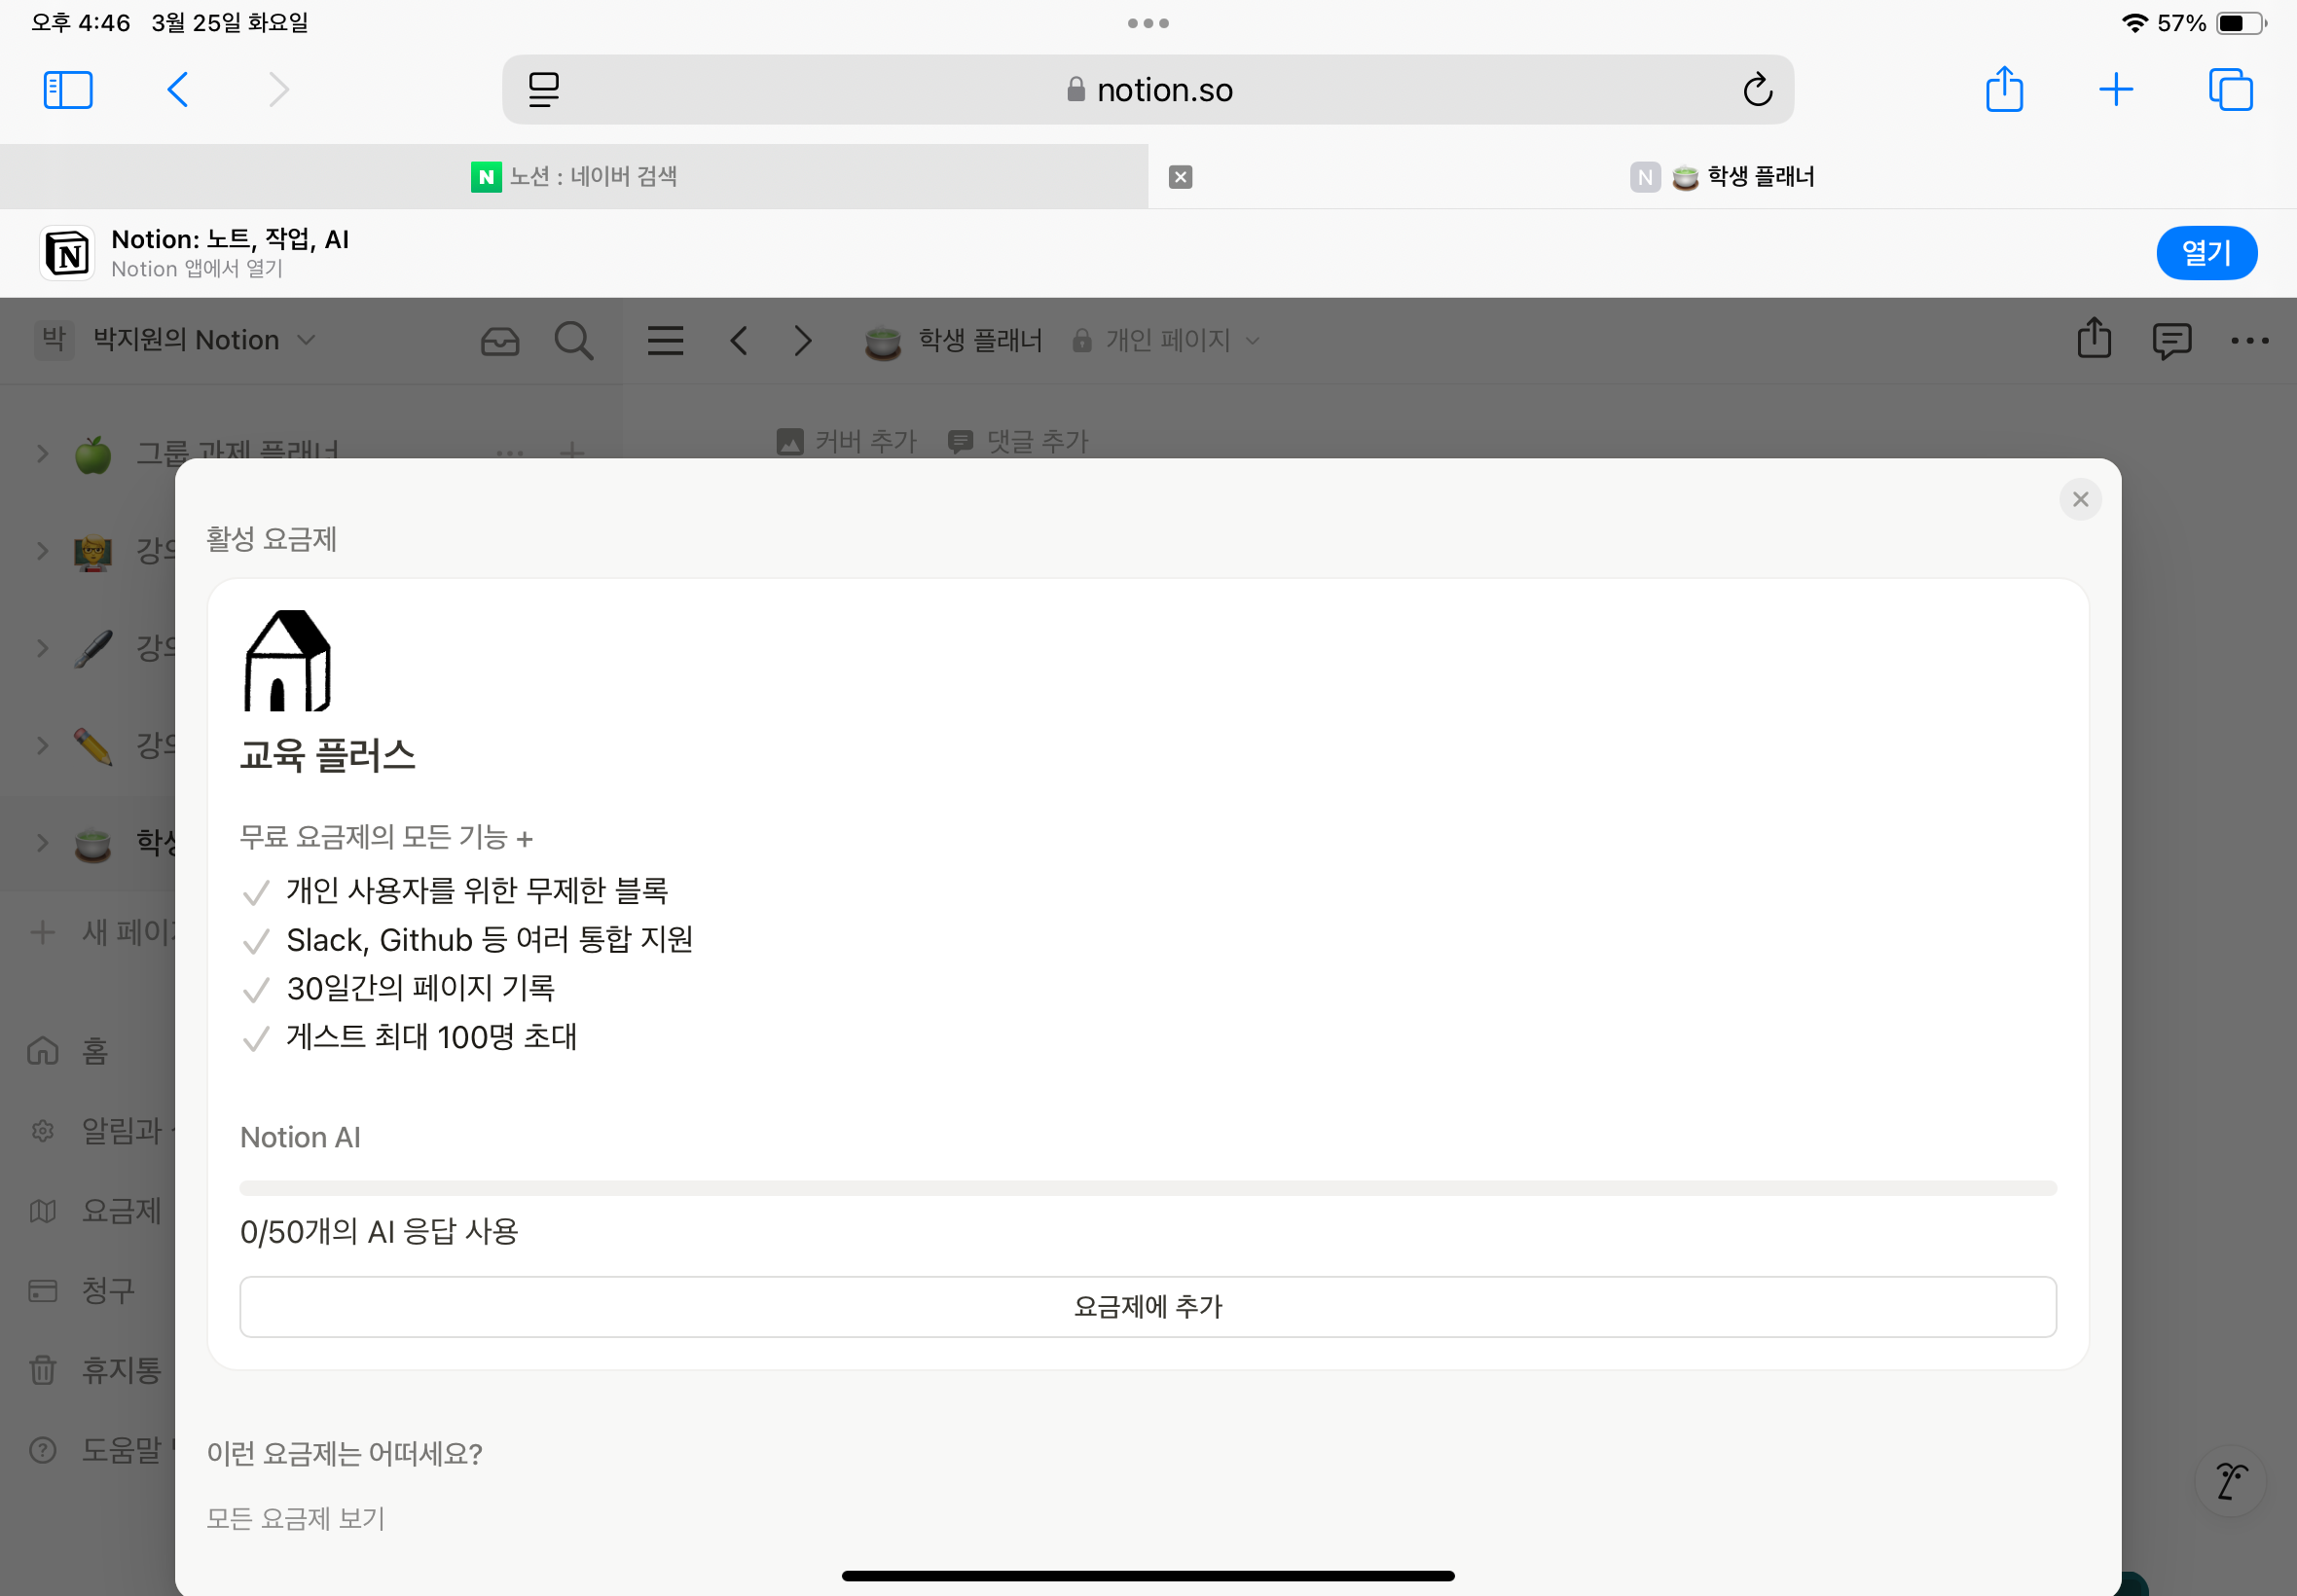 오후 4:46 3월 25일 화요일
57%
notion.so
N 노션 : 네이버 검색
N 학생 플래너
Notion: 노트, 작업, AI
Notion 앱에서 열기
열기
박 박지원의 Notion
학생 플래너 개인 페이지
그룹 과제 플래너
커버 추가 댓글 추가
활성 요금제
교육 플러스
무료 요금제의 모든 기능 +
개인 사용자를 위한 무제한 블록
Slack, Github 등 여러 통합 지원
30일간의 페이지 기록
게스트 최대 100명 초대
Notion AI
0/50개의 AI 응답 사용
요금제에 추가
이런 요금제는 어떠세요?
모든 요금제 보기
강의
강의
강의
학생
새 페이지
홈
알림과
요금제
청구
휴지통
도움말